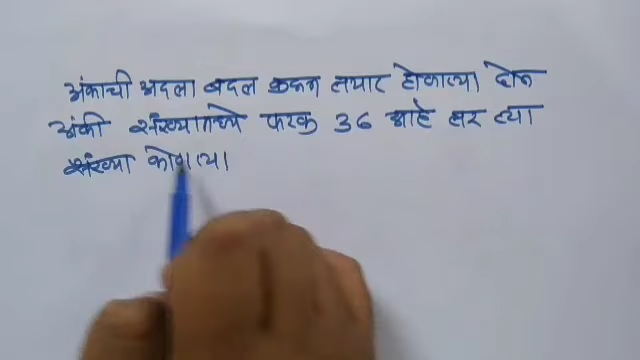 अंकाची अदला बदल करून तयार होणाऱ्या दोन
अंकी संख्यामध्ये फरक 36 आहे तर त्या
संख्या कोणत्या